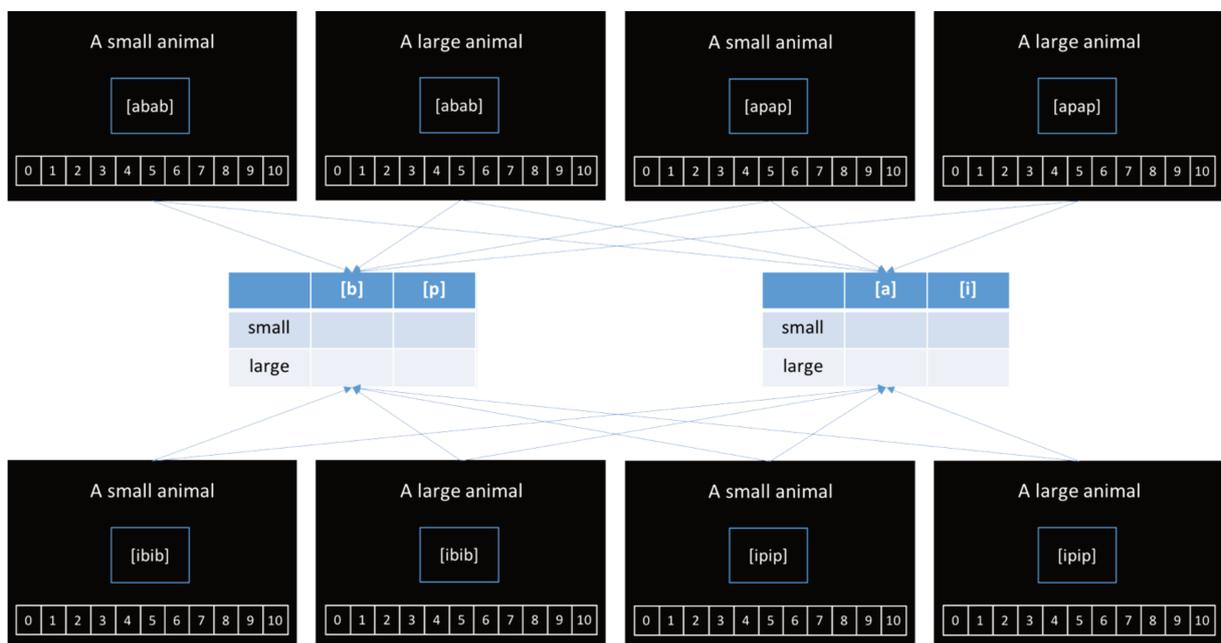 A small animal
[abab]
0 1 2 3 4 5 6 7 8 9 10
A large animal
[abab]
0 1 2 3 4 5 6 7 8 9 10
A small animal
[apap]
0 1 2 3 4 5 6 7 8 9 10
A large animal
[apap]
0 1 2 3 4 5 6 7 8 9 10
[b] [p]
small
large
[a] [i]
small
large
A small animal
[ibib]
0 1 2 3 4 5 6 7 8 9 10
A large animal
[ibib]
0 1 2 3 4 5 6 7 8 9 10
A small animal
[ipip]
0 1 2 3 4 5 6 7 8 9 10
A large animal
[ipip]
0 1 2 3 4 5 6 7 8 9 10